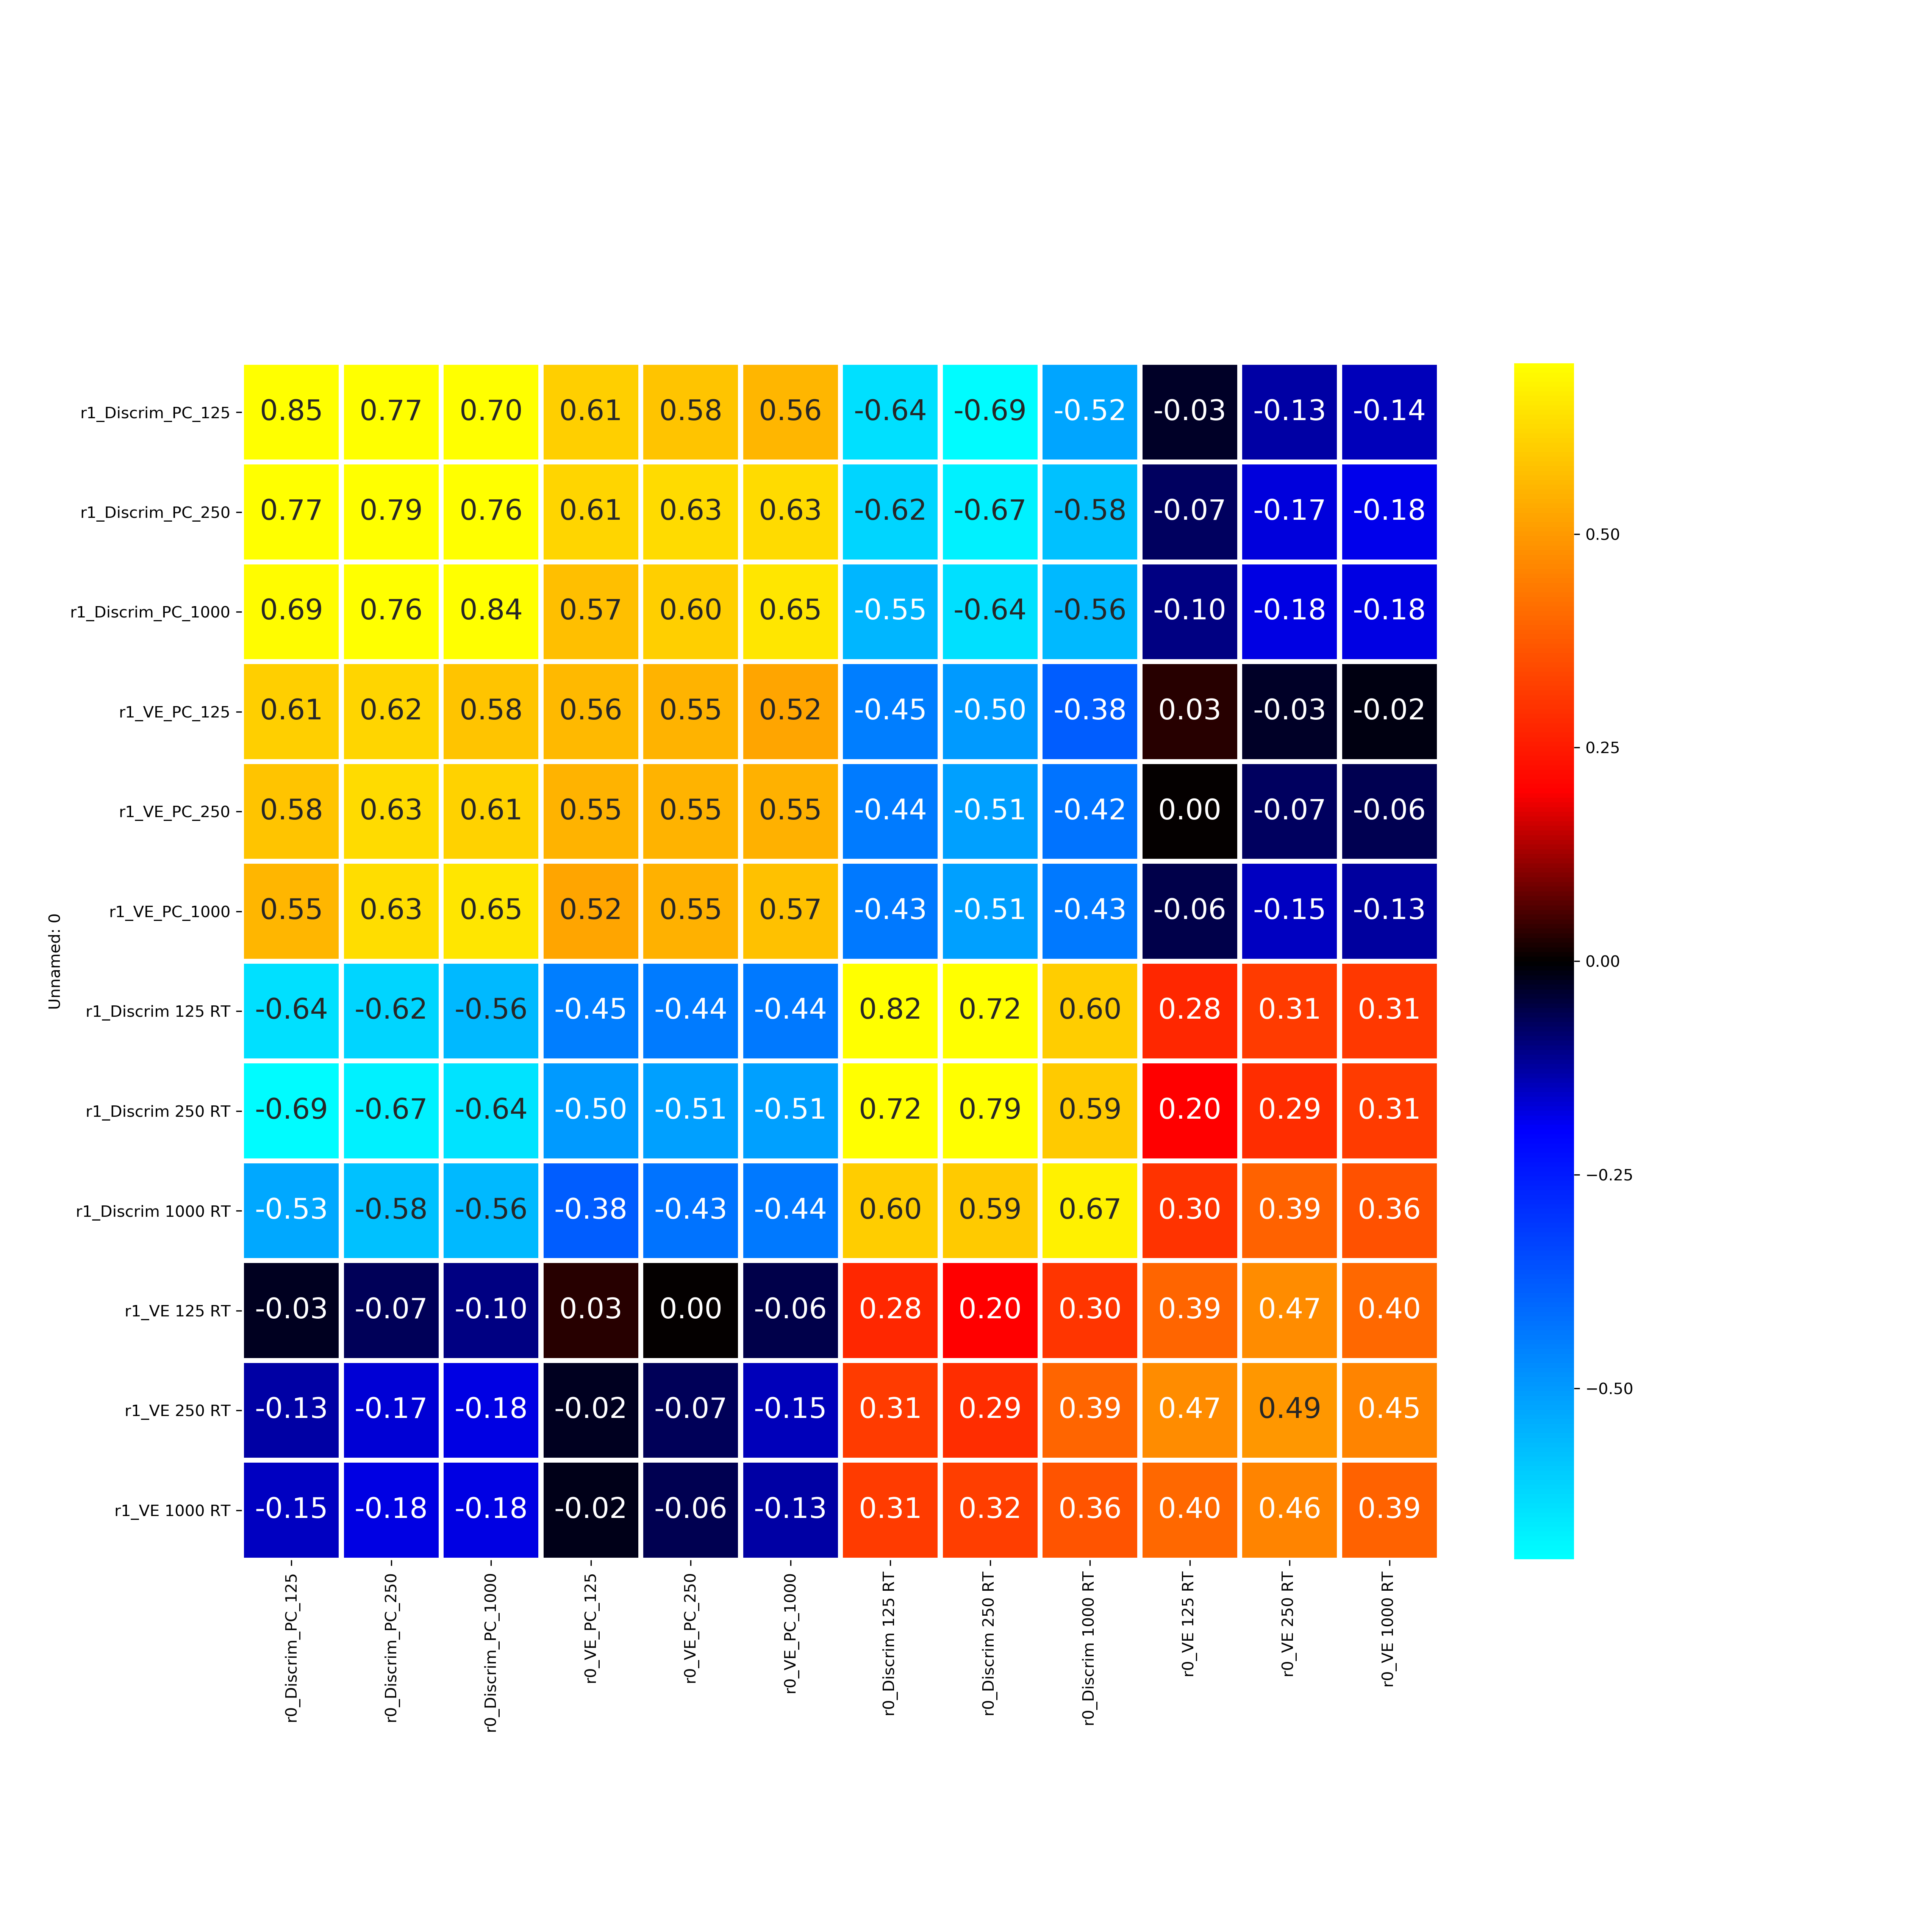 r1_Discrim_PC_125 0.85 0.77 0.70 0.61 0.58 0.56 -0.64 -0.69 -0.52 -0.03 -0.13 -0.14
r1_Discrim_PC_250 0.77 0.79 0.76 0.61 0.63 0.63 -0.62 -0.67 -0.58 -0.07 -0.17 -0.18
r1_Discrim_PC_1000 0.69 0.76 0.84 0.57 0.60 0.65 -0.55 -0.64 -0.56 -0.10 -0.18 -0.18
r1_VE_PC_125 0.61 0.62 0.58 0.56 0.55 0.52 -0.45 -0.50 -0.38 0.03 -0.03 -0.02
r1_VE_PC_250 0.58 0.63 0.61 0.55 0.55 0.55 -0.44 -0.51 -0.42 0.00 -0.07 -0.06
r1_VE_PC_1000 0.55 0.63 0.65 0.52 0.55 0.57 -0.43 -0.51 -0.43 -0.06 -0.15 -0.13
r1_Discrim 125 RT -0.64 -0.62 -0.56 -0.45 -0.44 -0.44 0.82 0.72 0.60 0.28 0.31 0.31
r1_Discrim 250 RT -0.69 -0.67 -0.64 -0.50 -0.51 -0.51 0.72 0.79 0.59 0.20 0.29 0.31
r1_Discrim 1000 RT -0.53 -0.58 -0.56 -0.38 -0.43 -0.44 0.60 0.59 0.67 0.30 0.39 0.36
r1_VE 125 RT -0.03 -0.07 -0.10 0.03 0.00 -0.06 0.28 0.20 0.30 0.39 0.47 0.40
r1_VE 250 RT -0.13 -0.17 -0.18 -0.02 -0.07 -0.15 0.31 0.29 0.39 0.47 0.49 0.45
r1_VE 1000 RT -0.15 -0.18 -0.18 -0.02 -0.06 -0.13 0.31 0.32 0.36 0.40 0.46 0.39
Unnamed: 0
r0_Discrim_PC_125
r0_Discrim_PC_250
r0_Discrim_PC_1000
r0_VE_PC_125
r0_VE_PC_250
r0_VE_PC_1000
r0_Discrim 125 RT
r0_Discrim 250 RT
r0_Discrim 1000 RT
r0_VE 125 RT
r0_VE 250 RT
r0_VE 1000 RT
0.50
0.25
0.00
−0.25
−0.50